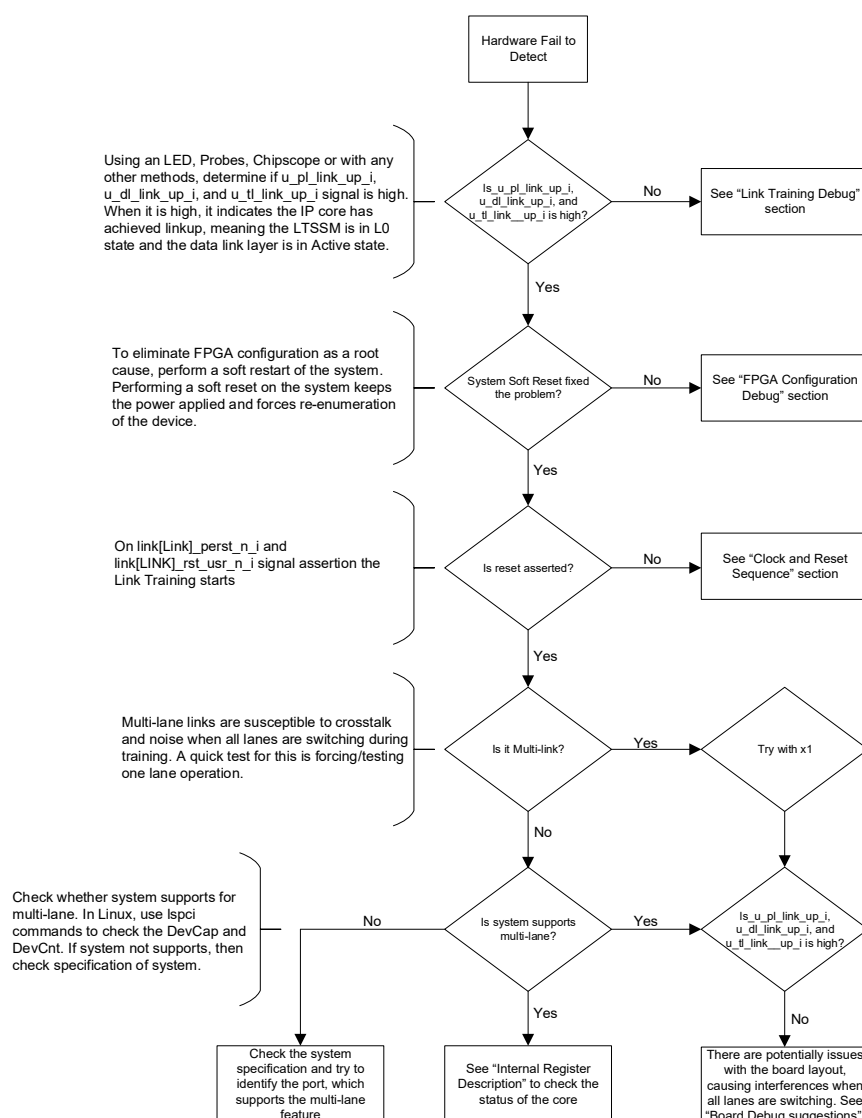 Hardware Fail to
Detect
Using an LED, Probes, Chipscope or with any
other methods, determine if u_pl_link_up_i,
u_dl_link_up_i, and u_tl_link_up_i signal is high.
When it is high, it indicates the IP core has
achieved linkup, meaning the LTSSM is in L0
state and the data link layer is in Active state.
Is_u_pl_link_up_i,
u_dl_link_up_i, and
u_tl_link__up_i is high?
No
See “Link Training Debug”
section
Yes
To eliminate FPGA configuration as a root
cause, perform a soft restart of the system.
Performing a soft reset on the system keeps
the power applied and forces re-enumeration
of the device.
System Soft Reset fixed
the problem?
No
See “FPGA Configuration
Debug” section
Yes
On link[Link]_perst_n_i and
link[LINK]_rst_usr_n_i signal assertion the
Link Training starts
Is reset asserted?
No
See “Clock and Reset
Sequence” section
Yes
Multi-lane links are susceptible to crosstalk
and noise when all lanes are switching during
training. A quick test for this is forcing/testing
one lane operation.
Is it Multi-link?
Yes
Try with x1
No
Check whether system supports for
multi-lane. In Linux, use lspci
commands to check the DevCap and
DevCnt. If system not supports, then
check specification of system.
No
Is system supports
multi-lane?
Yes
Is_u_pl_link_up_i,
u_dl_link_up_i, and
u_tl_link__up_i is high?
Yes
No
Check the system
specification and try to
identify the port, which
supports the multi-lane
feature
See “Internal Register
Description” to check the
status of the core
There are potentially issues
with the board layout,
causing interferences when
all lanes are switching. See
“Board Debug suggestions”